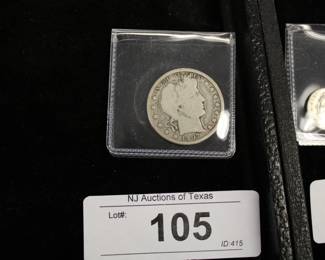 NJ Auctions of Texas
Lot#:
105
ID 415